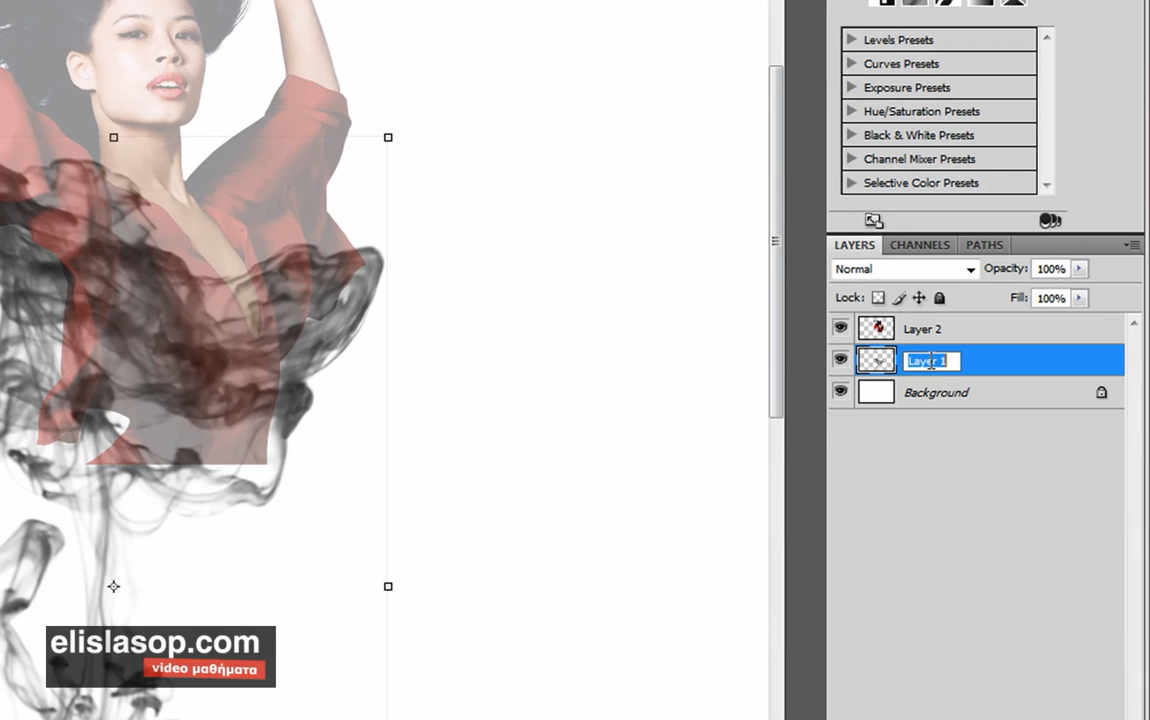 Levels Presets
Curves Presets
Exposure Presets
Hue/Saturation Presets
Black & White Presets
Channel Mixer Presets
Selective Color Presets
LAYERS CHANNELS PATHS
Normal Opacity: 100%
Lock: Fill: 100%
Layer 2
Layer 1
Background
elislasop.com
video μαθήματα